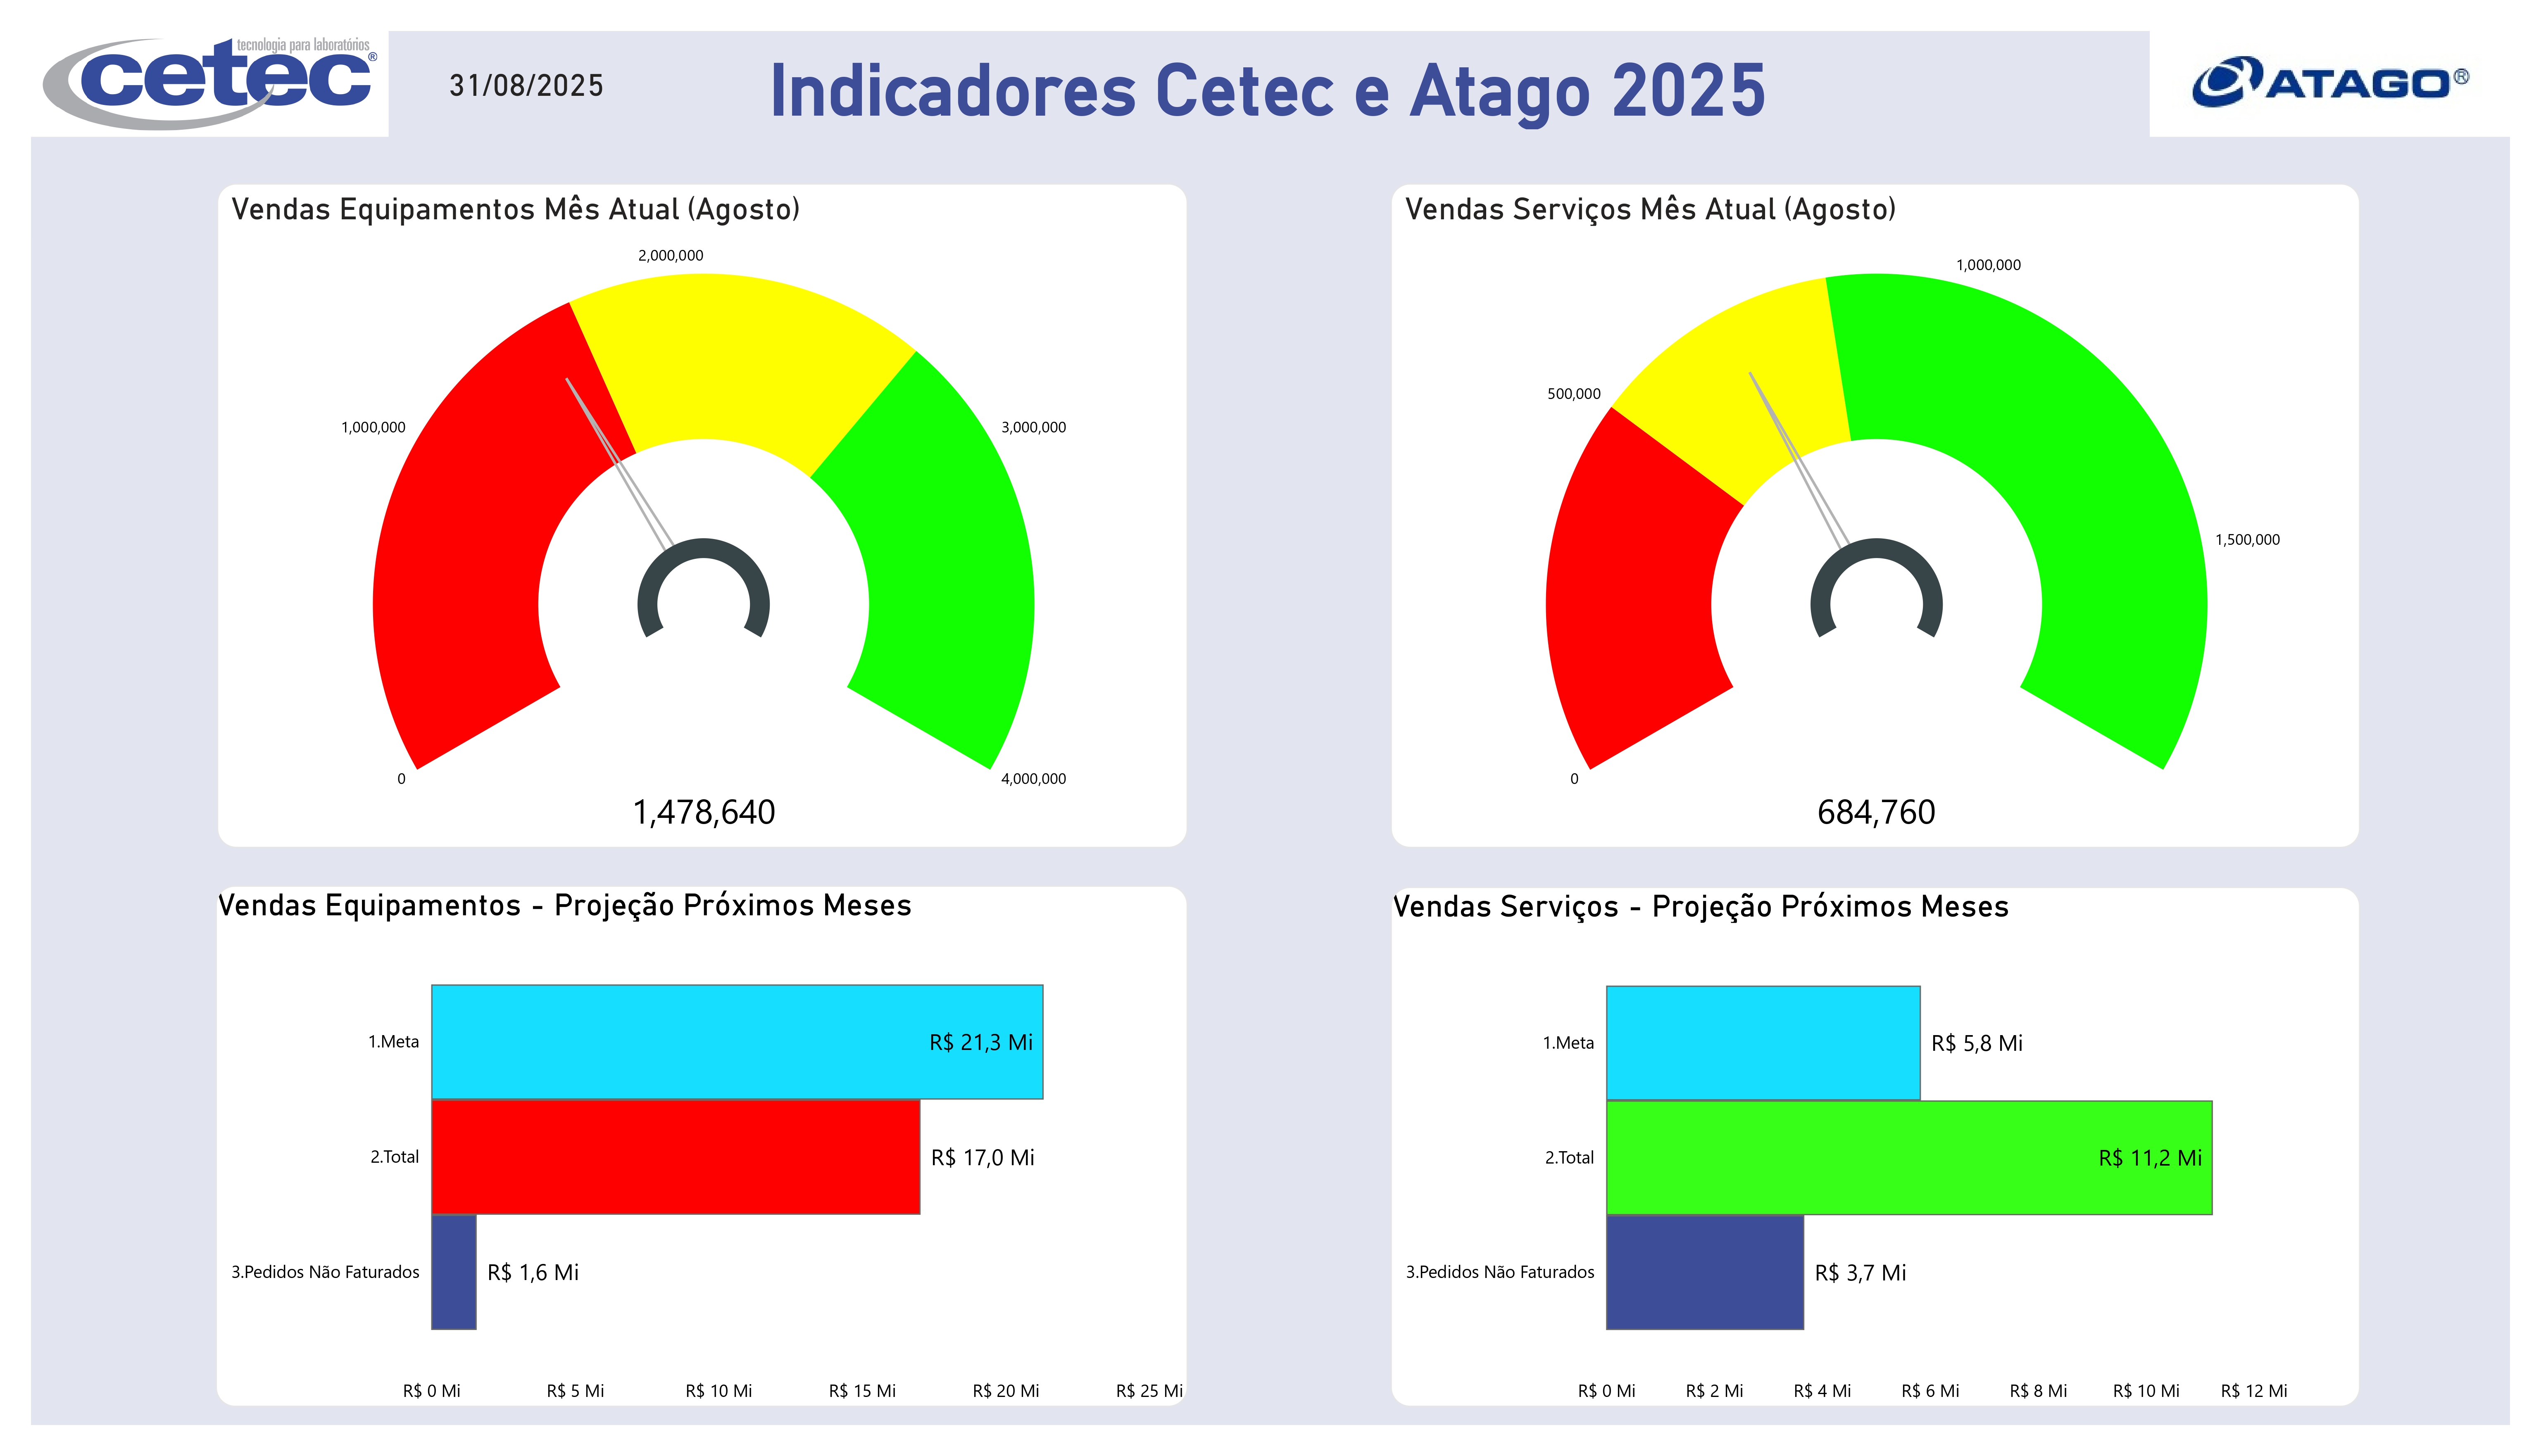 tecnologia para laboratórios
cetec®
31/08/2025
Indicadores Cetec e Atago 2025
ATAGO®
Vendas Equipamentos Mês Atual (Agosto)
2,000,000
1,000,000
3,000,000
0
4,000,000
1,478,640
Vendas Serviços Mês Atual (Agosto)
1,000,000
500,000
1,500,000
0
684,760
Vendas Equipamentos - Projeção Próximos Meses
1.Meta
R$ 21,3 Mi
2.Total
R$ 17,0 Mi
3.Pedidos Não Faturados
R$ 1,6 Mi
R$ 0 Mi
R$ 5 Mi
R$ 10 Mi
R$ 15 Mi
R$ 20 Mi
R$ 25 Mi
Vendas Serviços - Projeção Próximos Meses
1.Meta
R$ 5,8 Mi
2.Total
R$ 11,2 Mi
3.Pedidos Não Faturados
R$ 3,7 Mi
R$ 0 Mi
R$ 2 Mi
R$ 4 Mi
R$ 6 Mi
R$ 8 Mi
R$ 10 Mi
R$ 12 Mi